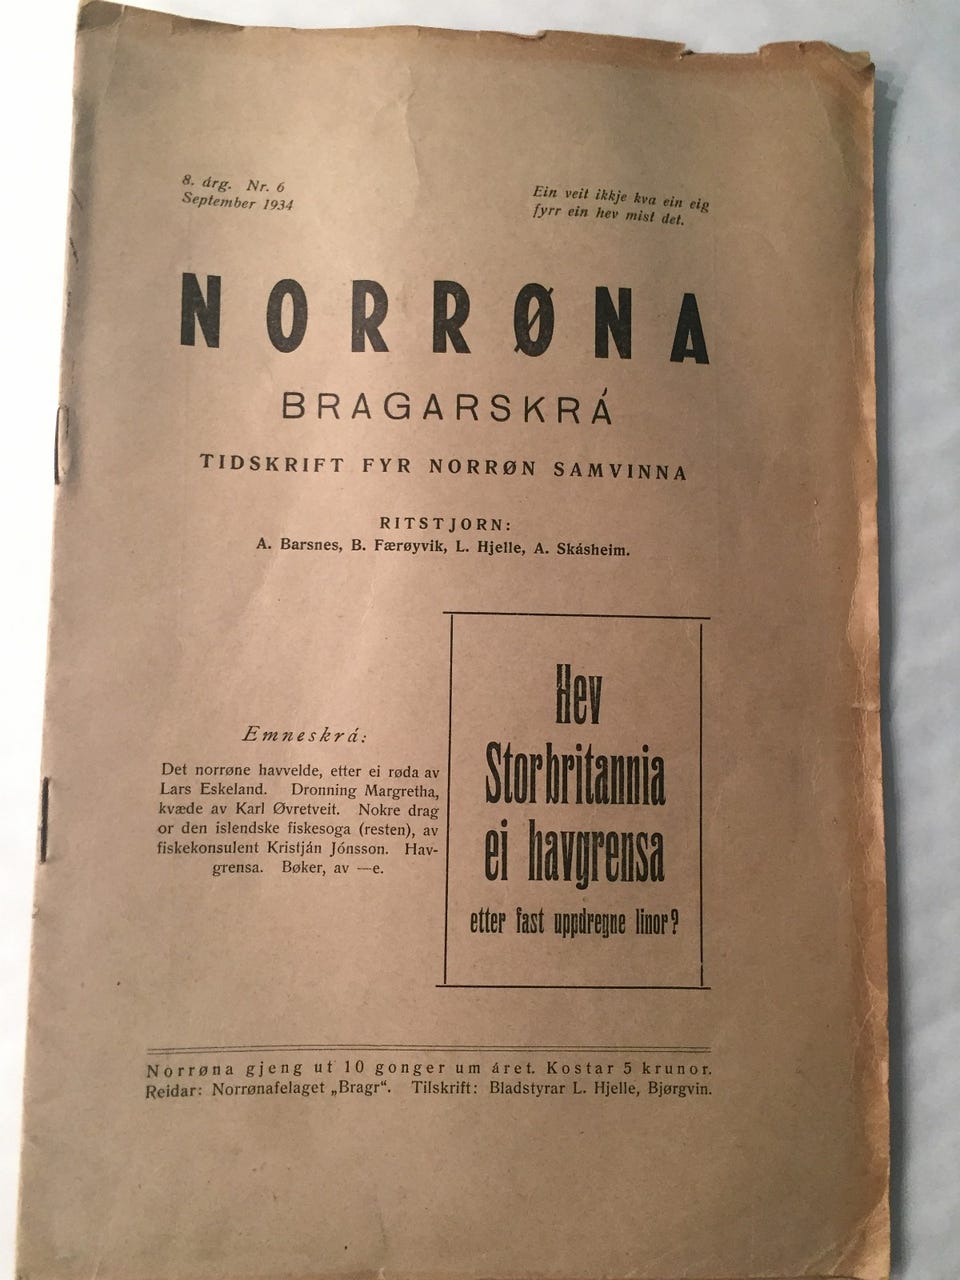 8. árg. Nr. 6
September 1934
Ein veit ikkje kva ein eig
fyrr ein hev mist det.
NORRØNA
BRAGARSKRÁ
TIDSKRIFT FYR NORRØN SAMVINNA
RITSTJORN:
A. Barsnes, B. Færøyvik, L. Hjelle, A. Skásheim.
Emneskrá:
Det norrøne havvelde, etter ei røda av
Lars Eskeland. Dronning Margretha,
kvæde av Karl Øvretveit. Nokre drag
or den islendske fiskesoga (resten), av
fiskekonsulent Kristján Jónsson. Hav-
grensa. Bøker, av —e.
Hev
Storbritannia
ei havgrensa
etter fast uppdregne linor?
Norrøna gjeng ut 10 gonger um året. Kostar 5 krunor.
Reidar: Norrønafelaget „Bragr“. Tilskrift: Bladstyrar L. Hjelle, Bjørgvin.